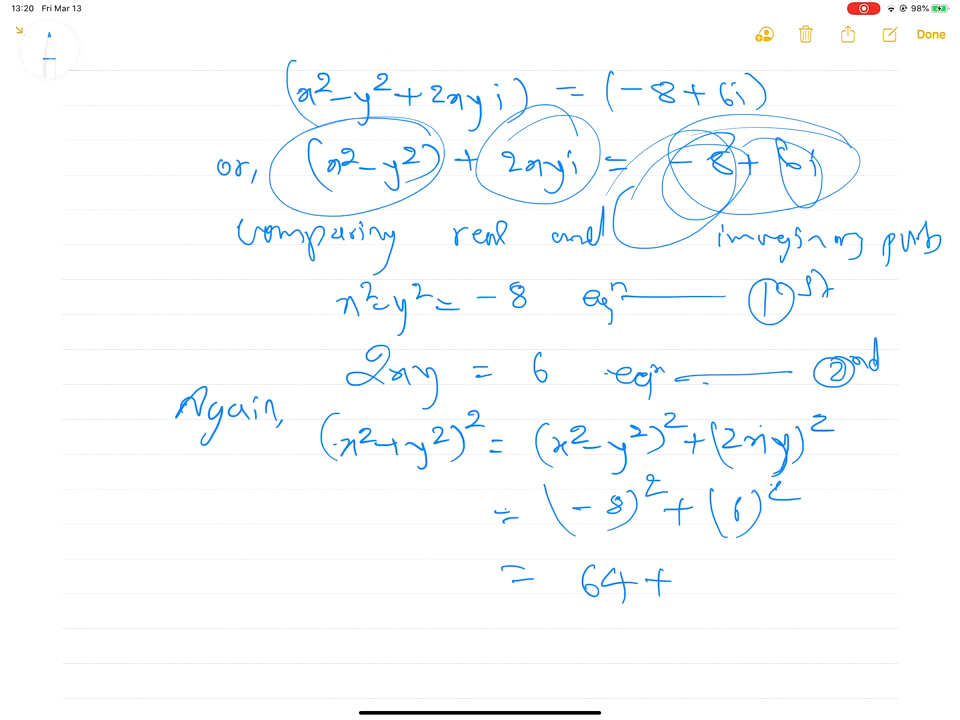 13:20 Fri Mar 13 98%
Done
(x²-y²+2xyi) = (-8+6i)
or, (x²-y²) + 2xyi = -8+6i
Comparing real and imaginary parts
x²-y² = -8 eqⁿ —— ① st
2xy = 6 eqⁿ —— ② nd
Again,
(x²+y²)² = (x²-y²)²+(2xy)²
= (-8)²+(6)²
= 64+